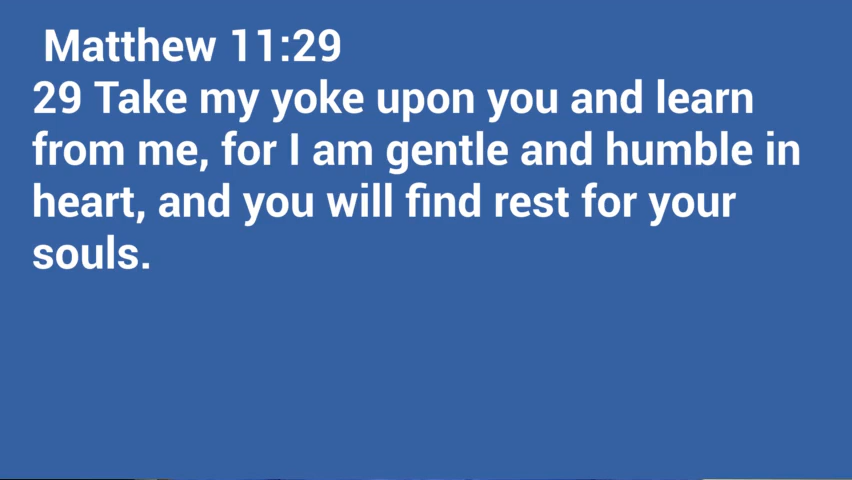 Matthew 11:29
29 Take my yoke upon you and learn
from me, for I am gentle and humble in
heart, and you will find rest for your
souls.